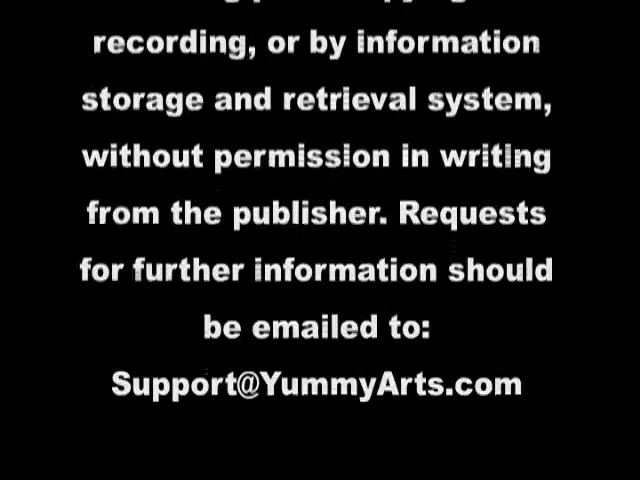 recording, or by information
storage and retrieval system,
without permission in writing
from the publisher. Requests
for further information should
be emailed to:
Support@YummyArts.com